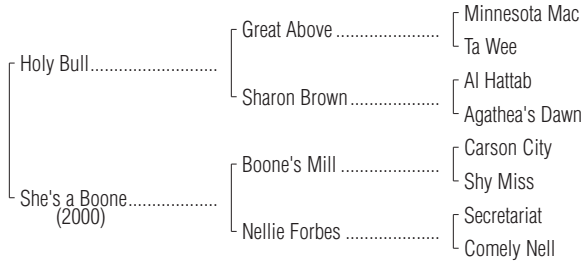 Minnesota Mac
Great Above ....................
Ta Wee
Holy Bull.........................
Al Hattab
Sharon Brown ..................
Agathea's Dawn
Carson City
Boone's Mill ...................
Shy Miss
She's a Boone..................
(2000)
Secretariat
Nellie Forbes ..................
Comely Nell